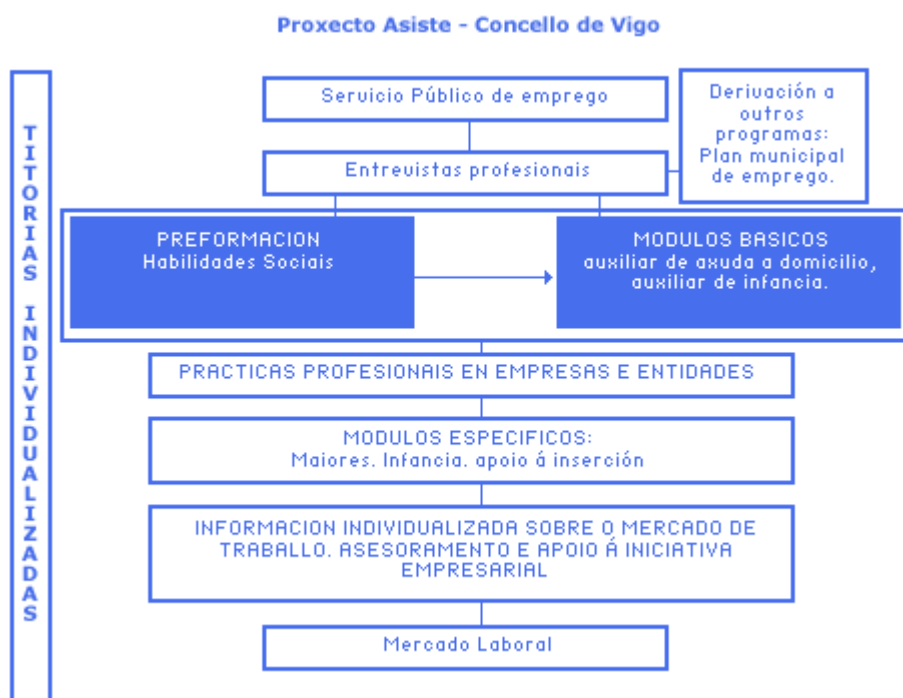 Proxecto Asiste - Concello de Vigo
TITORIAS INDIVIDUALIZADAS
Servicio Público de emprego
Derivación a
outros
programas:
Plan municipal
de emprego.
Entrevistas profesionais
PREFORMACION
Habilidades Sociais
MODULOS BASICOS
auxiliar de axuda a domicilio,
auxiliar de infancia.
PRACTICAS PROFESIONAIS EN EMPRESAS E ENTIDADES
MODULOS ESPECIFICOS:
Maiores. Infancia. apoio á inserción
INFORMACION INDIVIDUALIZADA SOBRE O MERCADO DE
TRABALLO. ASESORAMENTO E APOIO Á INICIATIVA
EMPRESARIAL
Mercado Laboral